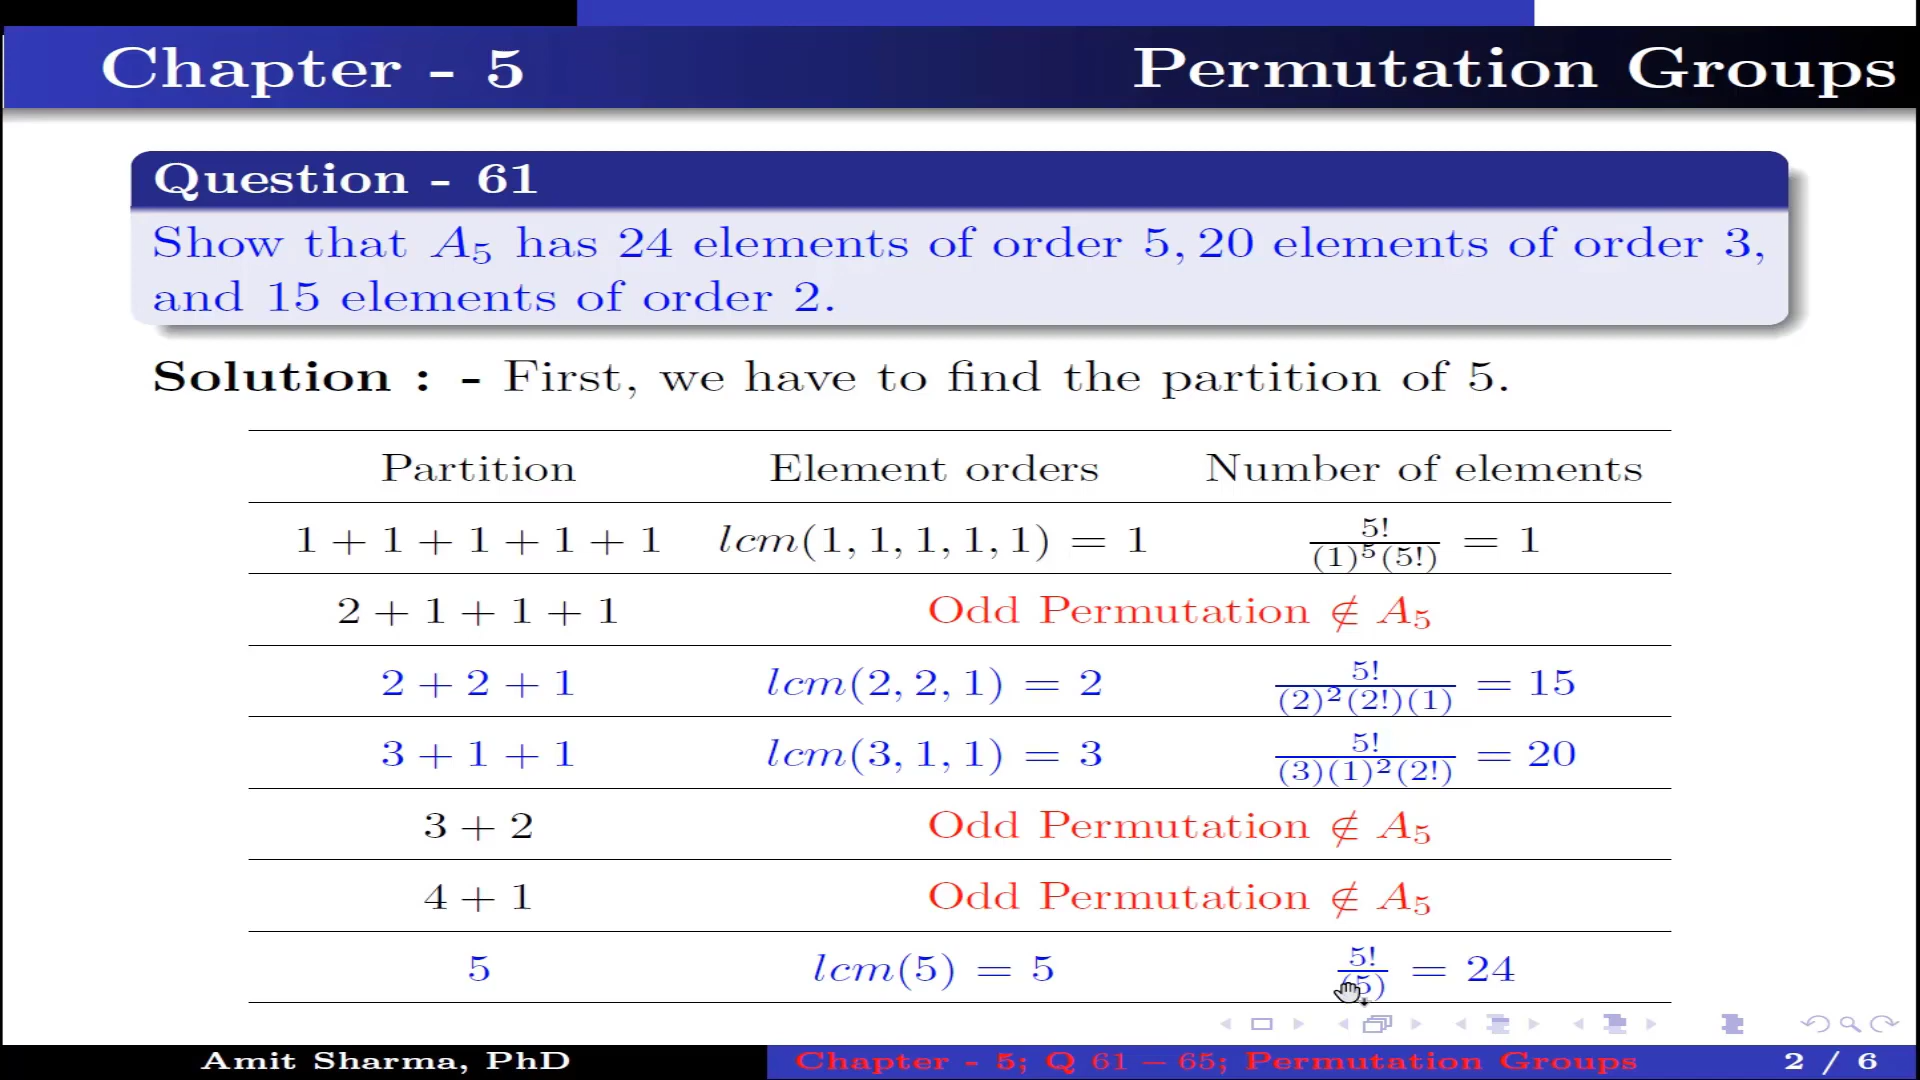 Chapter - 5 Permutation Groups
Question - 61
Show that A₅ has 24 elements of order 5, 20 elements of order 3,
and 15 elements of order 2.
Solution : - First, we have to find the partition of 5.
Partition Element orders Number of elements
1 + 1 + 1 + 1 + 1 lcm(1, 1, 1, 1, 1) = 1 5!/((1)⁵(5!)) = 1
2 + 1 + 1 + 1 Odd Permutation ∉ A₅
2 + 2 + 1 lcm(2, 2, 1) = 2 5!/((2)²(2!)(1)) = 15
3 + 1 + 1 lcm(3, 1, 1) = 3 5!/((3)(1)²(2!)) = 20
3 + 2 Odd Permutation ∉ A₅
4 + 1 Odd Permutation ∉ A₅
5 lcm(5) = 5 5!/(5) = 24
Amit Sharma, PhD Chapter - 5; Q 61 – 65; Permutation Groups 2 / 6